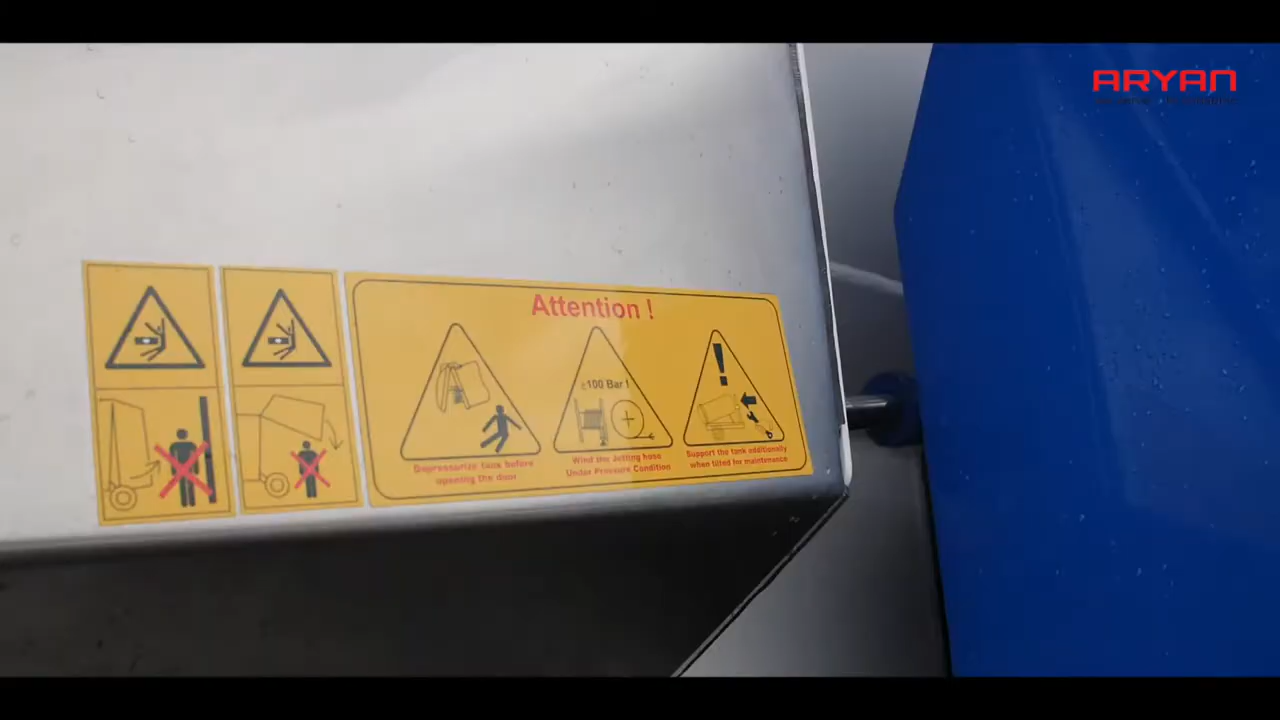 ARYAN
Attention !
≥100 Bar !
Depressurize tank before
opening the door
Wind the Jetting hose
Under Pressure Condition
Support the tank additionally
when tilted for maintenance